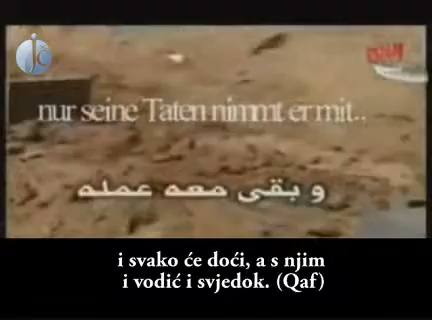 nur seine Taten nimmt er mit..
و بقى معه عمله
i svako će doći, a s njim
i vodić i svjedok. (Qaf)